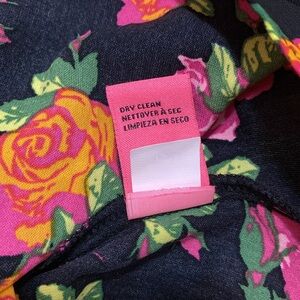 DRY CLEAN
NETTOYER À SEC
LIMPIEZA EN SECO